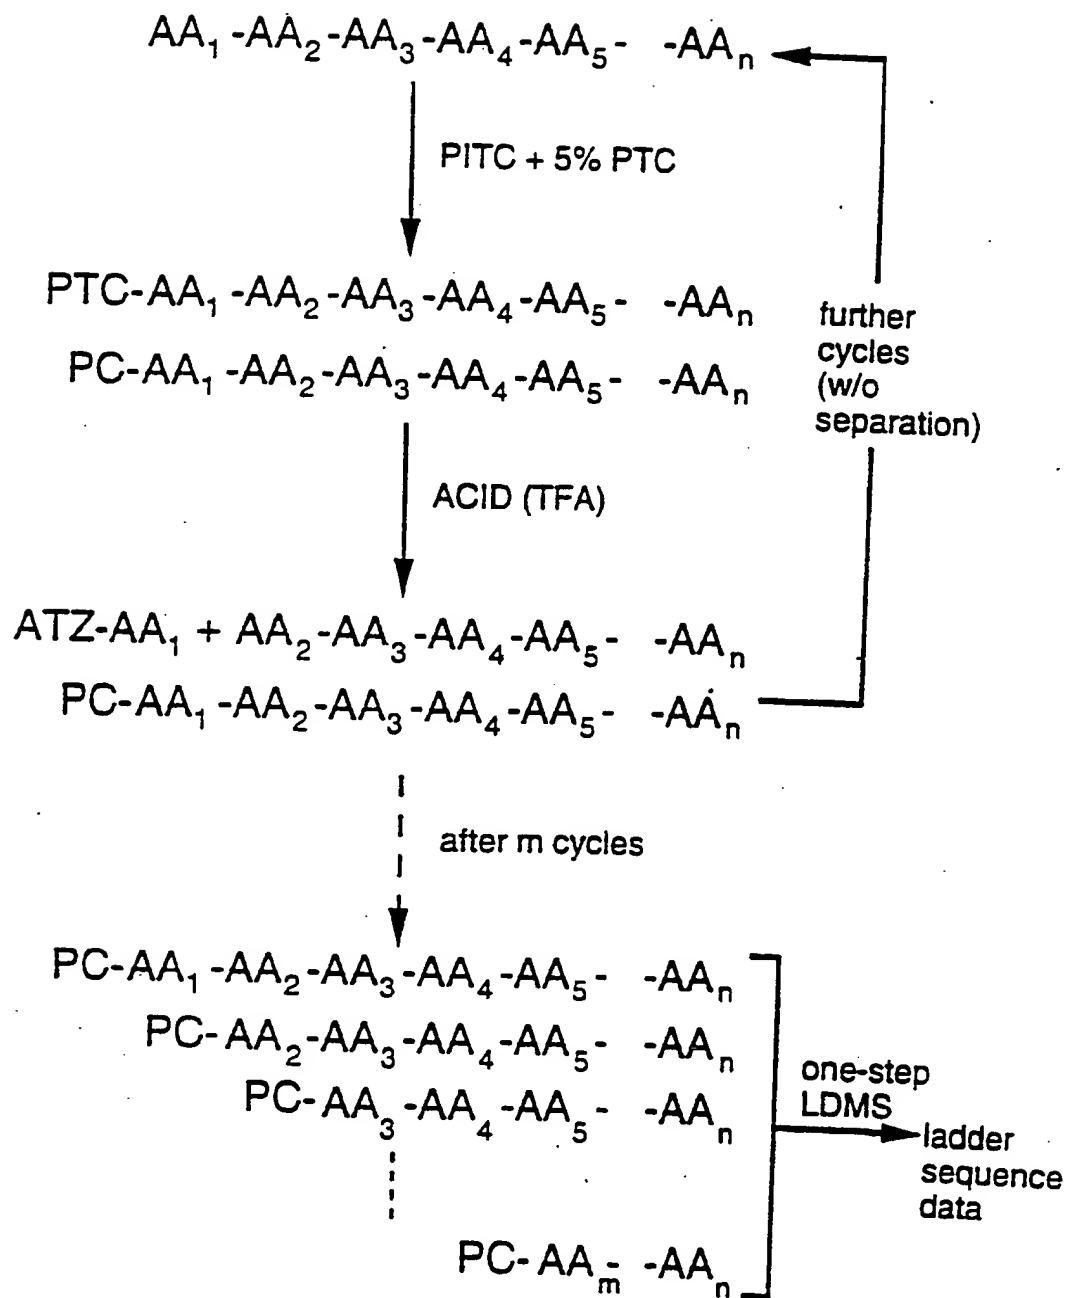 AA₁ -AA₂-AA₃-AA₄-AA₅- -AAₙ
PITC + 5% PTC
PTC-AA₁ -AA₂-AA₃-AA₄-AA₅- -AAₙ
PC-AA₁ -AA₂-AA₃-AA₄-AA₅- -AAₙ
further
cycles
(w/o
separation)
ACID (TFA)
ATZ-AA₁ + AA₂-AA₃-AA₄-AA₅- -AAₙ
PC-AA₁ -AA₂-AA₃-AA₄-AA₅- -AAₙ
after m cycles
PC-AA₁ -AA₂-AA₃-AA₄-AA₅- -AAₙ
PC-AA₂-AA₃-AA₄-AA₅- -AAₙ
PC-AA₃-AA₄-AA₅- -AAₙ
one-step
LDMS
ladder
sequence
data
PC-AAₘ- -AAₙ